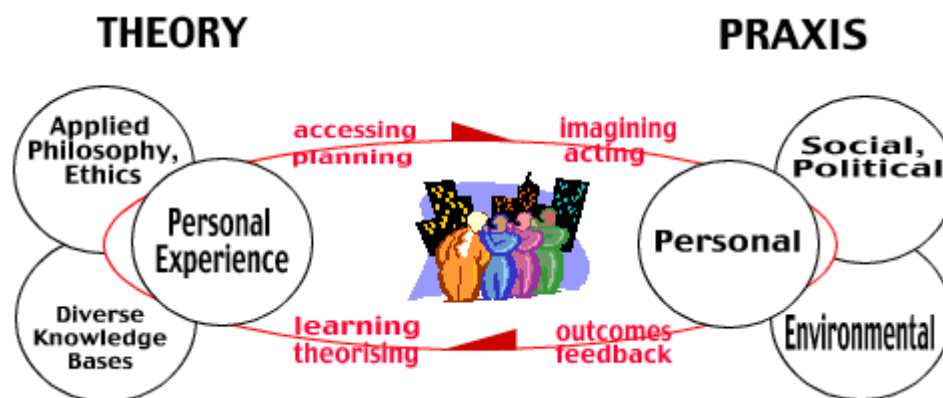 THEORY
PRAXIS
Applied
Philosophy,
Ethics
Personal
Experience
Diverse
Knowledge
Bases
accessing
planning
imagining
acting
learning
theorising
outcomes
feedback
Social,
Political
Personal
Environmental